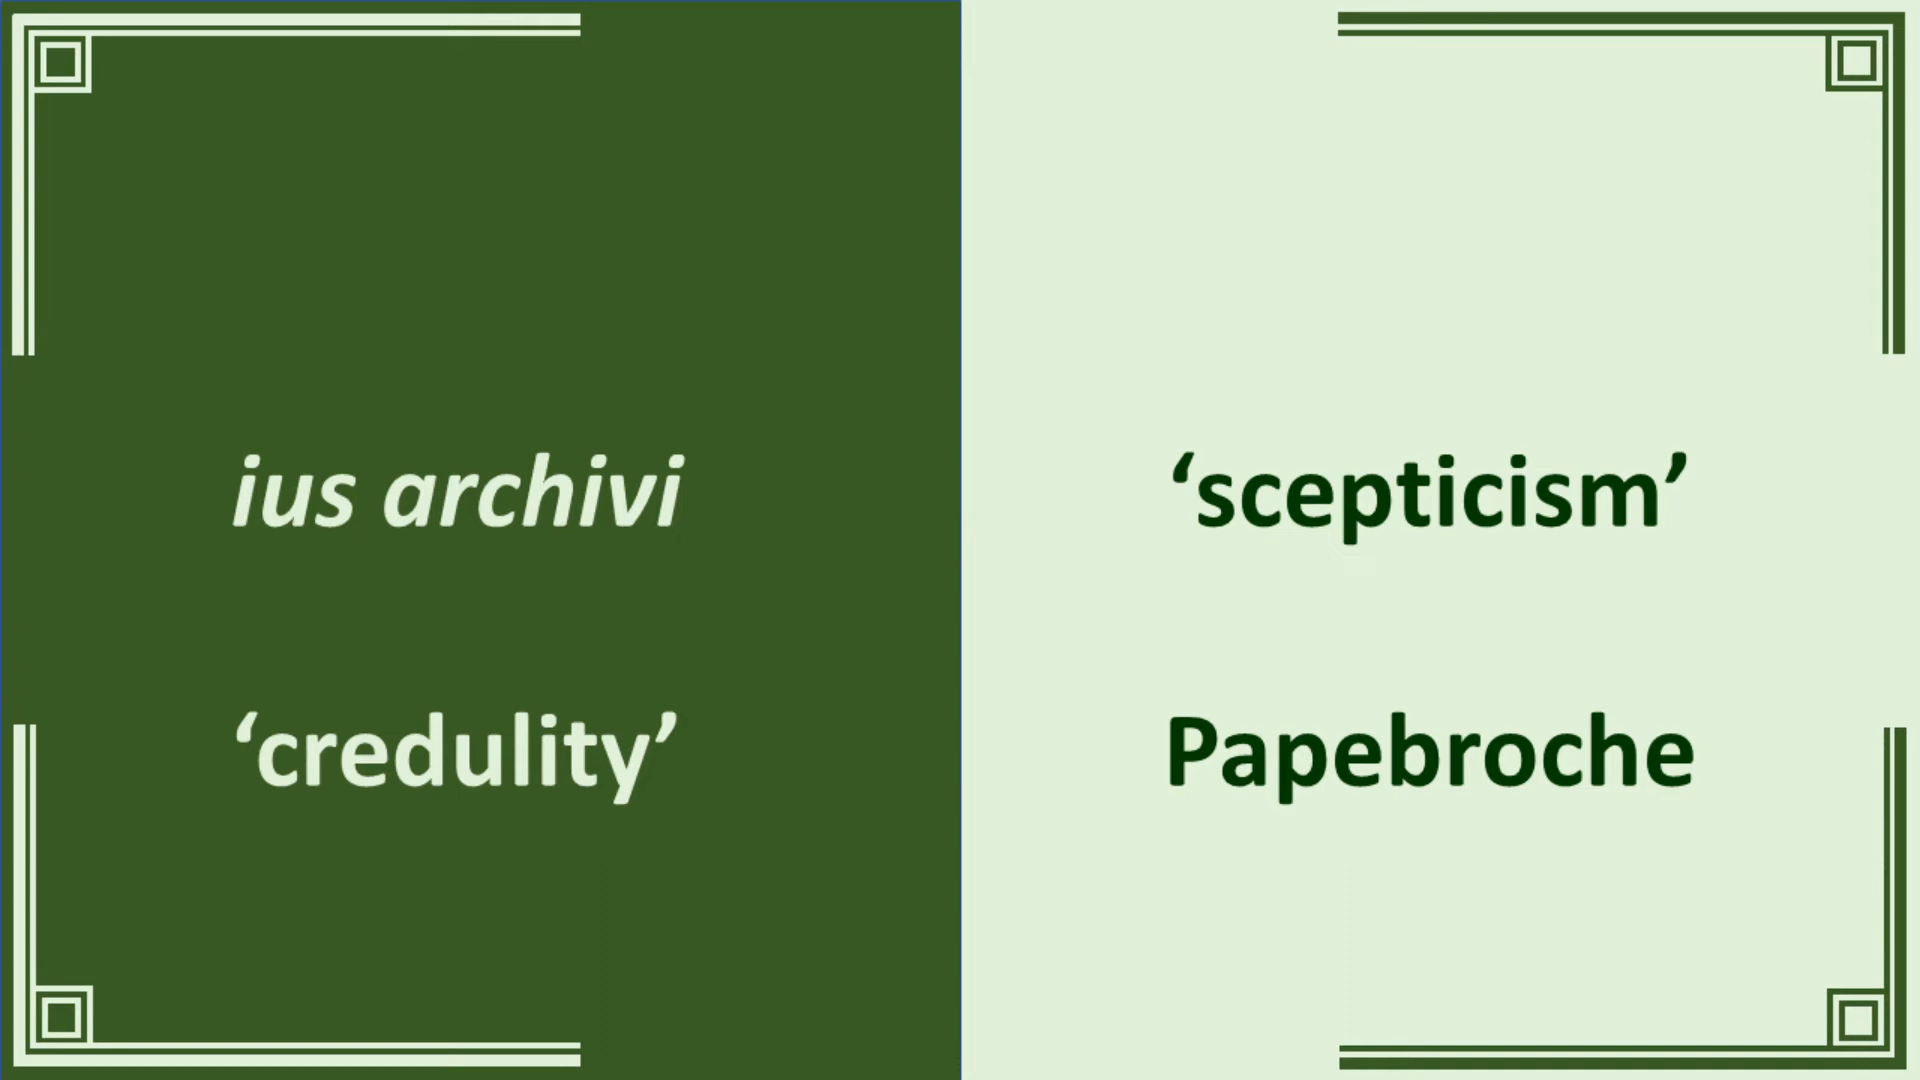 ius archivi
‘credulity’
‘scepticism’
Papebroche